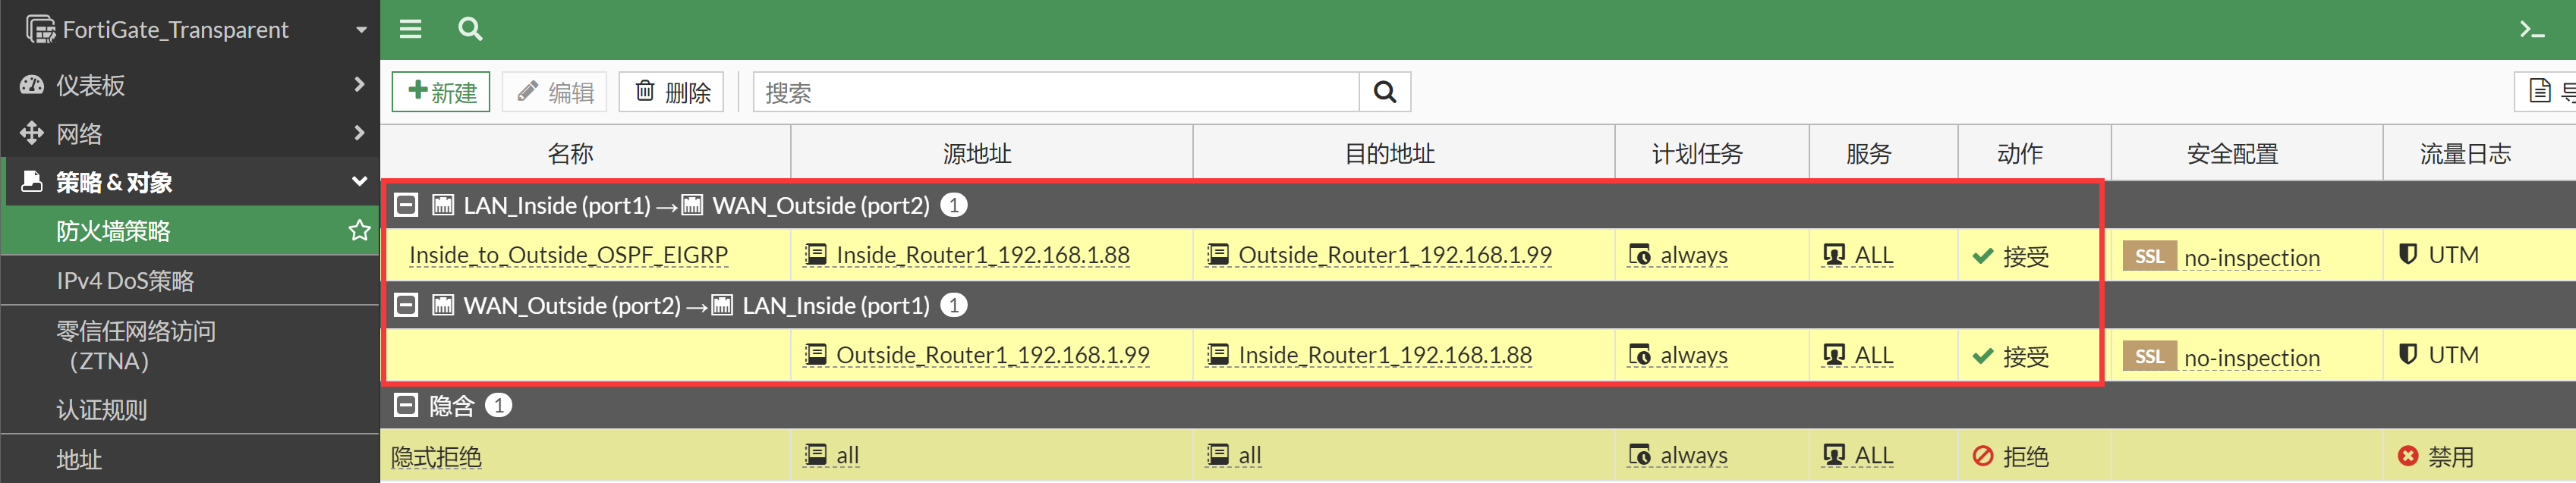 FortiGate_Transparent
仪表板
网络
策略 & 对象
防火墙策略
IPv4 DoS策略
零信任网络访问
（ZTNA）
认证规则
地址
新建 编辑 删除 搜索
名称 源地址 目的地址 计划任务 服务 动作 安全配置 流量日志
LAN_Inside (port1) → WAN_Outside (port2) 1
Inside_to_Outside_OSPF_EIGRP Inside_Router1_192.168.1.88 Outside_Router1_192.168.1.99 always ALL 接受 SSL no-inspection UTM
WAN_Outside (port2) → LAN_Inside (port1) 1
Outside_Router1_192.168.1.99 Inside_Router1_192.168.1.88 always ALL 接受 SSL no-inspection UTM
隐含 1
隐式拒绝 all all always ALL 拒绝 禁用